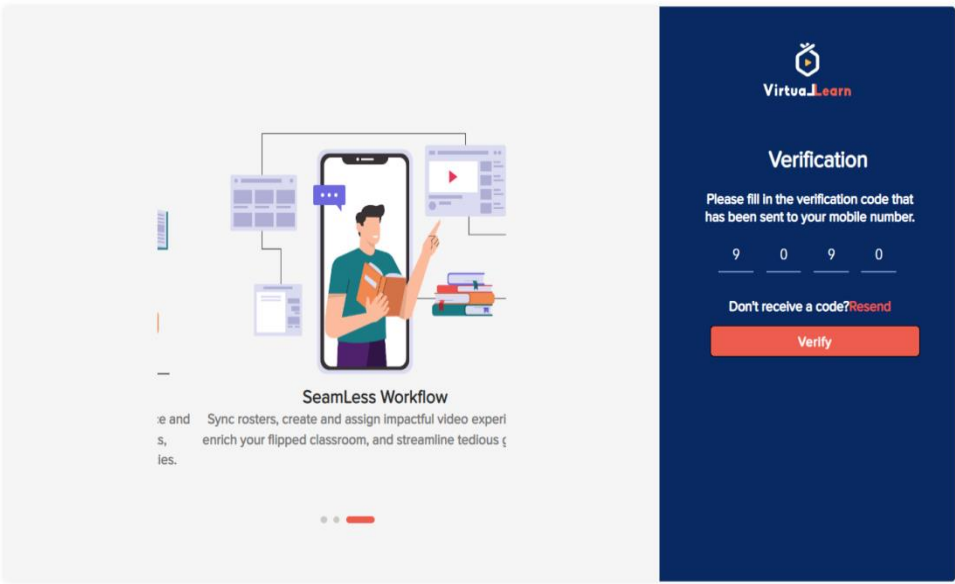 SeamLess Workflow
e and
Sync rosters, create and assign impactful video experi
s,
enrich your flipped classroom, and streamline tedious
ies.
VirtuaLLearn
Verification
Please fill in the verification code that
has been sent to your mobile number.
9 0 9 0
Don't receive a code?Resend
Verify